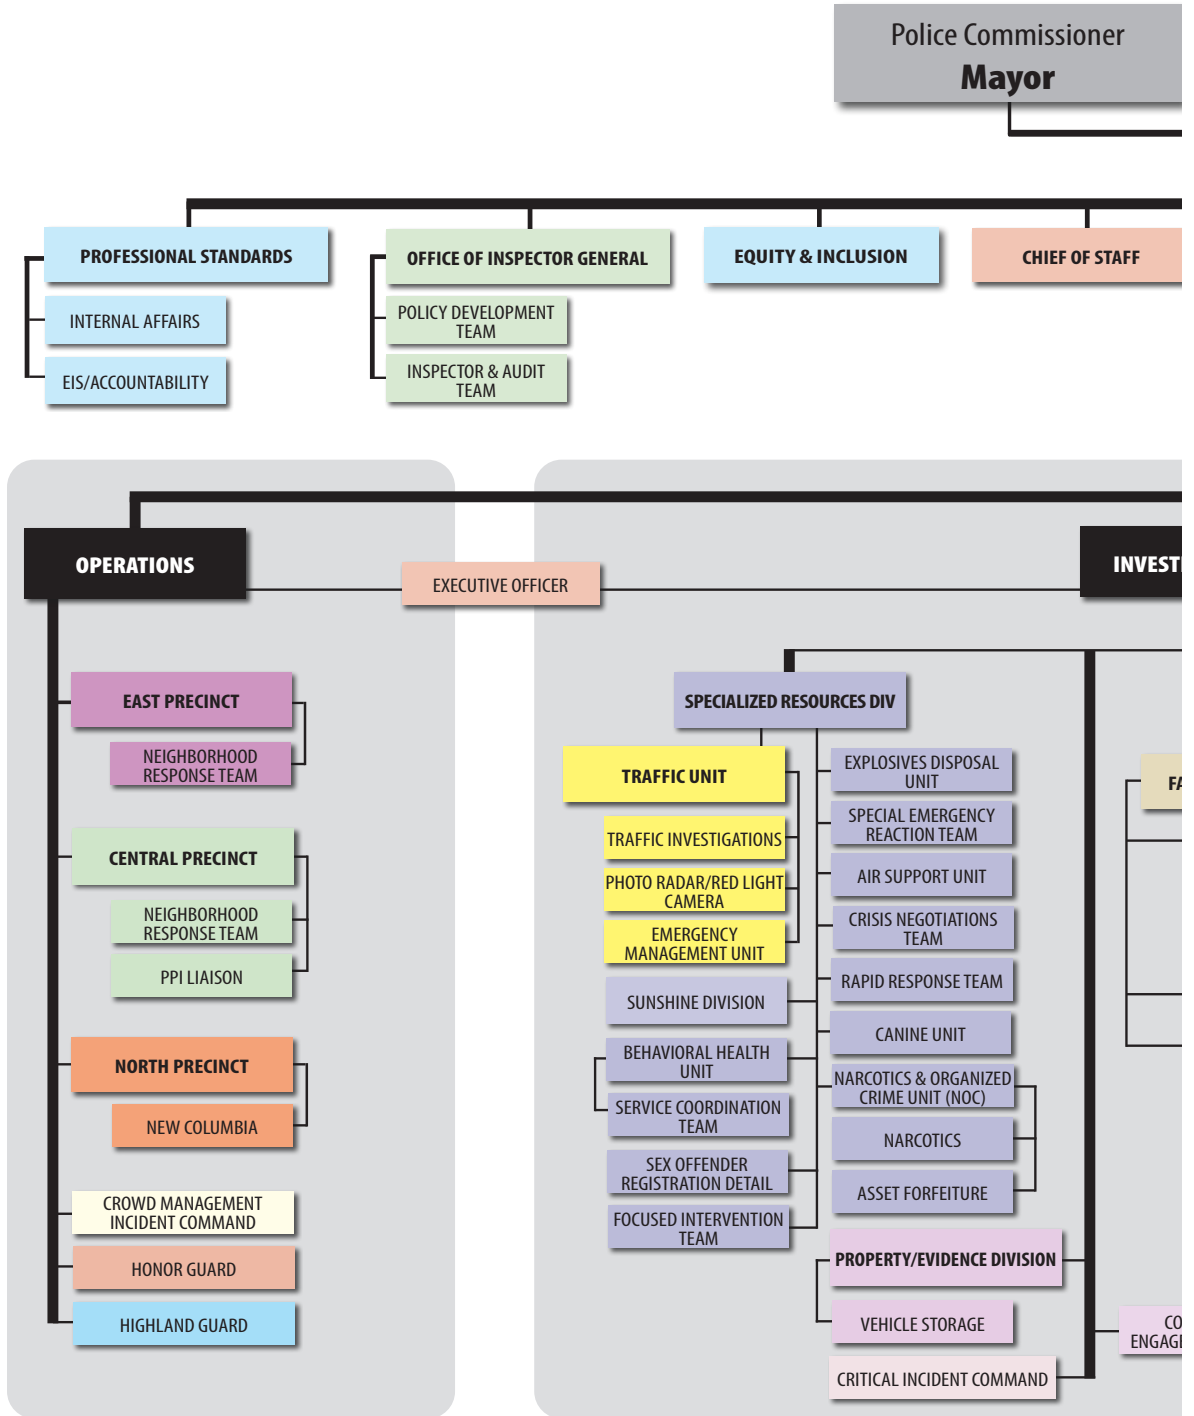 Police Commissioner
Mayor
PROFESSIONAL STANDARDS
INTERNAL AFFAIRS
EIS/ACCOUNTABILITY
OFFICE OF INSPECTOR GENERAL
POLICY DEVELOPMENT
TEAM
INSPECTOR & AUDIT
TEAM
EQUITY & INCLUSION
CHIEF OF STAFF
OPERATIONS
EXECUTIVE OFFICER
INVESTI
EAST PRECINCT
NEIGHBORHOOD
RESPONSE TEAM
CENTRAL PRECINCT
NEIGHBORHOOD
RESPONSE TEAM
PPI LIAISON
NORTH PRECINCT
NEW COLUMBIA
CROWD MANAGEMENT
INCIDENT COMMAND
HONOR GUARD
HIGHLAND GUARD
SPECIALIZED RESOURCES DIV
TRAFFIC UNIT
TRAFFIC INVESTIGATIONS
PHOTO RADAR/RED LIGHT
CAMERA
EMERGENCY
MANAGEMENT UNIT
SUNSHINE DIVISION
BEHAVIORAL HEALTH
UNIT
SERVICE COORDINATION
TEAM
SEX OFFENDER
REGISTRATION DETAIL
FOCUSED INTERVENTION
TEAM
EXPLOSIVES DISPOSAL
UNIT
SPECIAL EMERGENCY
REACTION TEAM
AIR SUPPORT UNIT
CRISIS NEGOTIATIONS
TEAM
RAPID RESPONSE TEAM
CANINE UNIT
NARCOTICS & ORGANIZED
CRIME UNIT (NOC)
NARCOTICS
ASSET FORFEITURE
PROPERTY/EVIDENCE DIVISION
VEHICLE STORAGE
CRITICAL INCIDENT COMMAND
FA
CO
ENGAGE